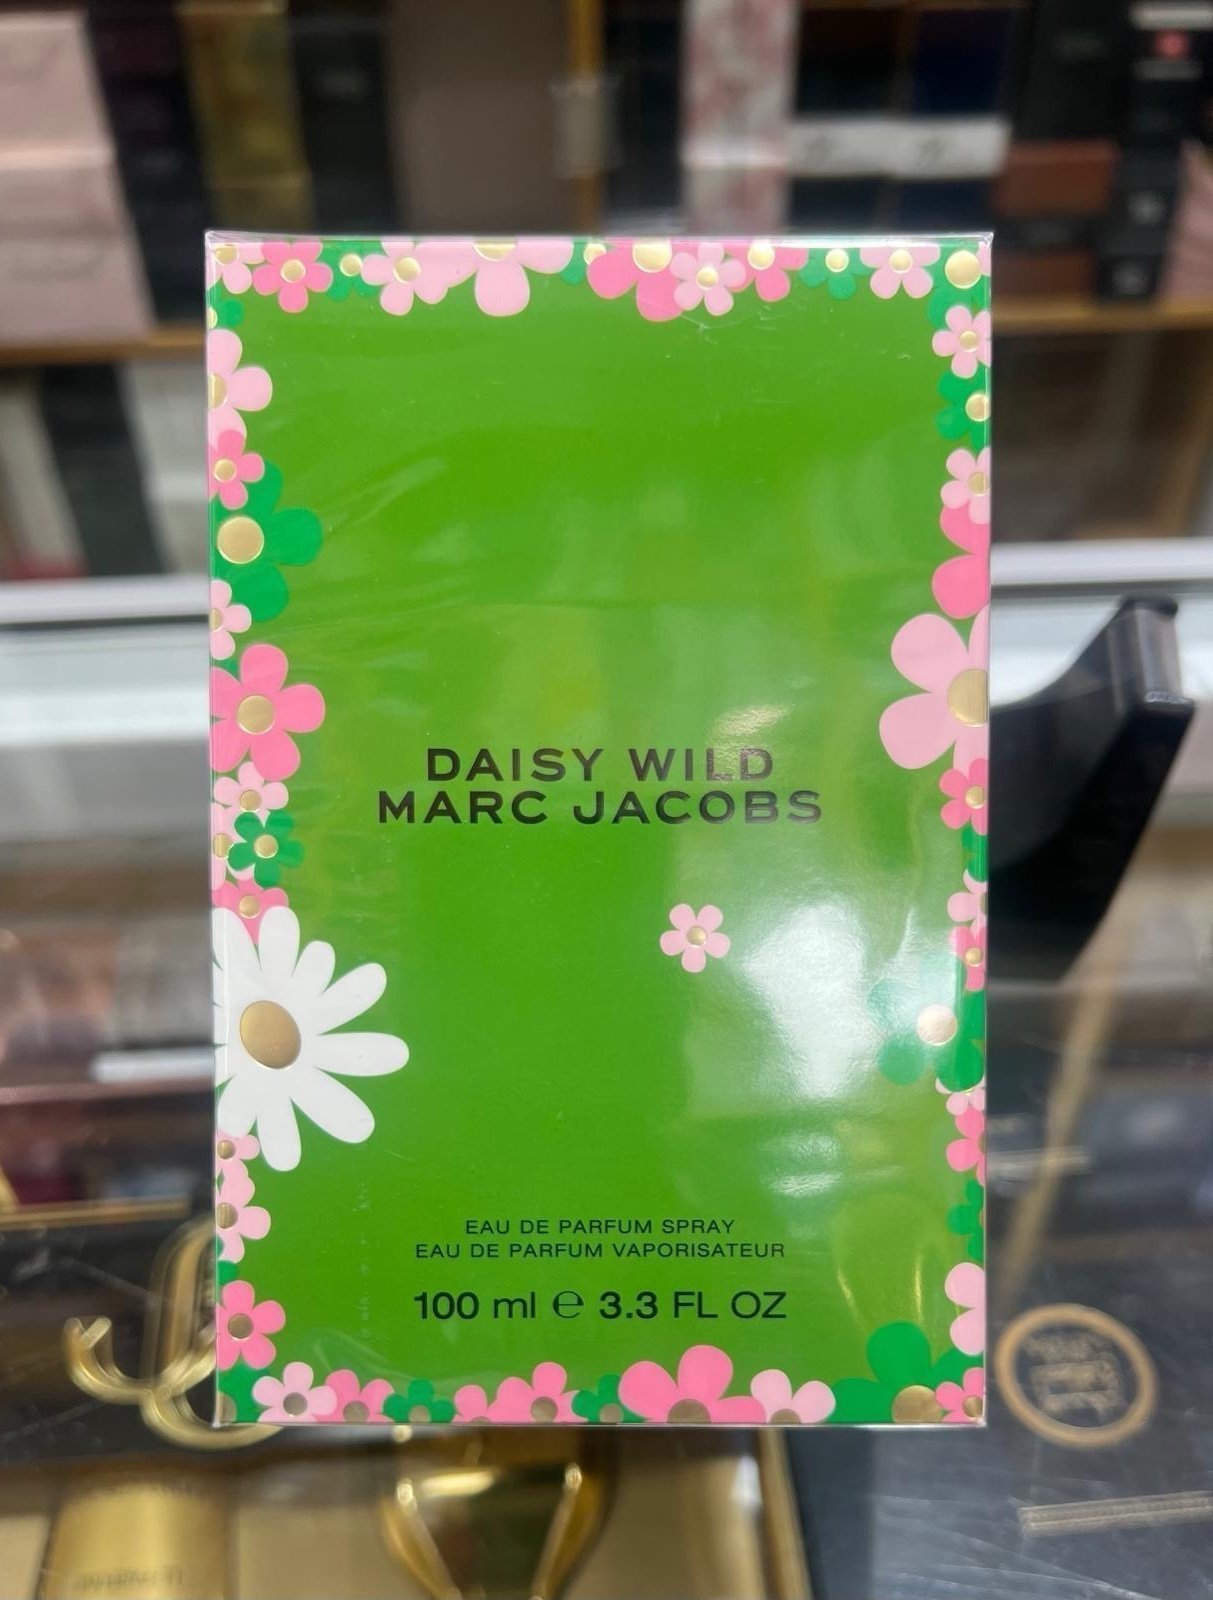 DAISY WILD
MARC JACOBS
EAU DE PARFUM SPRAY
EAU DE PARFUM VAPORISATEUR
100 ml ℮ 3.3 FL OZ